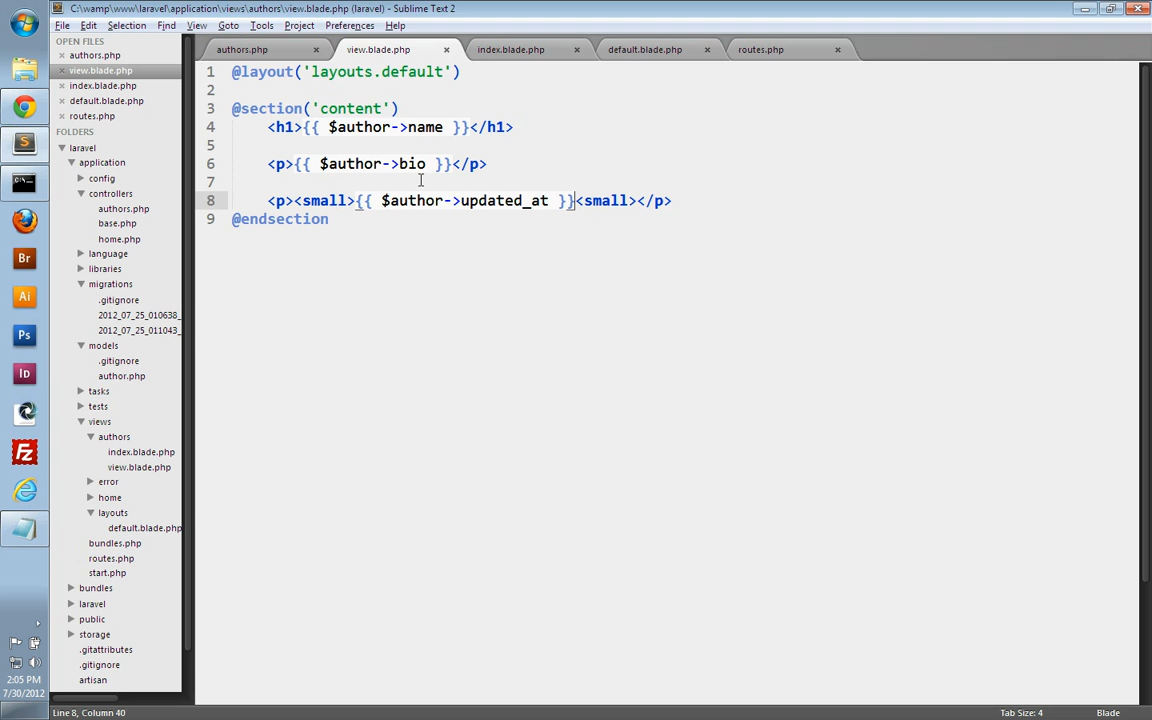 C:\wamp\www\laravel\application\views\authors\view.blade.php (laravel) - Sublime Text 2
File Edit Selection Find View Goto Tools Project Preferences Help
OPEN FILES
authors.php
view.blade.php
index.blade.php
default.blade.php
routes.php
FOLDERS
laravel
application
config
controllers
authors.php
base.php
home.php
language
libraries
migrations
.gitignore
2012_07_25_010638_
2012_07_25_011043_
models
.gitignore
author.php
tasks
tests
views
authors
index.blade.php
view.blade.php
error
home
layouts
default.blade.php
bundles.php
routes.php
start.php
bundles
laravel
public
storage
.gitattributes
.gitignore
artisan
authors.php view.blade.php index.blade.php default.blade.php routes.php
1 @layout('layouts.default')
2
3 @section('content')
4 <h1>{{ $author->name }}</h1>
5
6 <p>{{ $author->bio }}</p>
7
8 <p><small>{{ $author->updated_at }}<small></p>
9 @endsection
S
Br
Ai
Ps
Id
Fz
2:05 PM
7/30/2012
Line 8, Column 40
Tab Size: 4
Blade